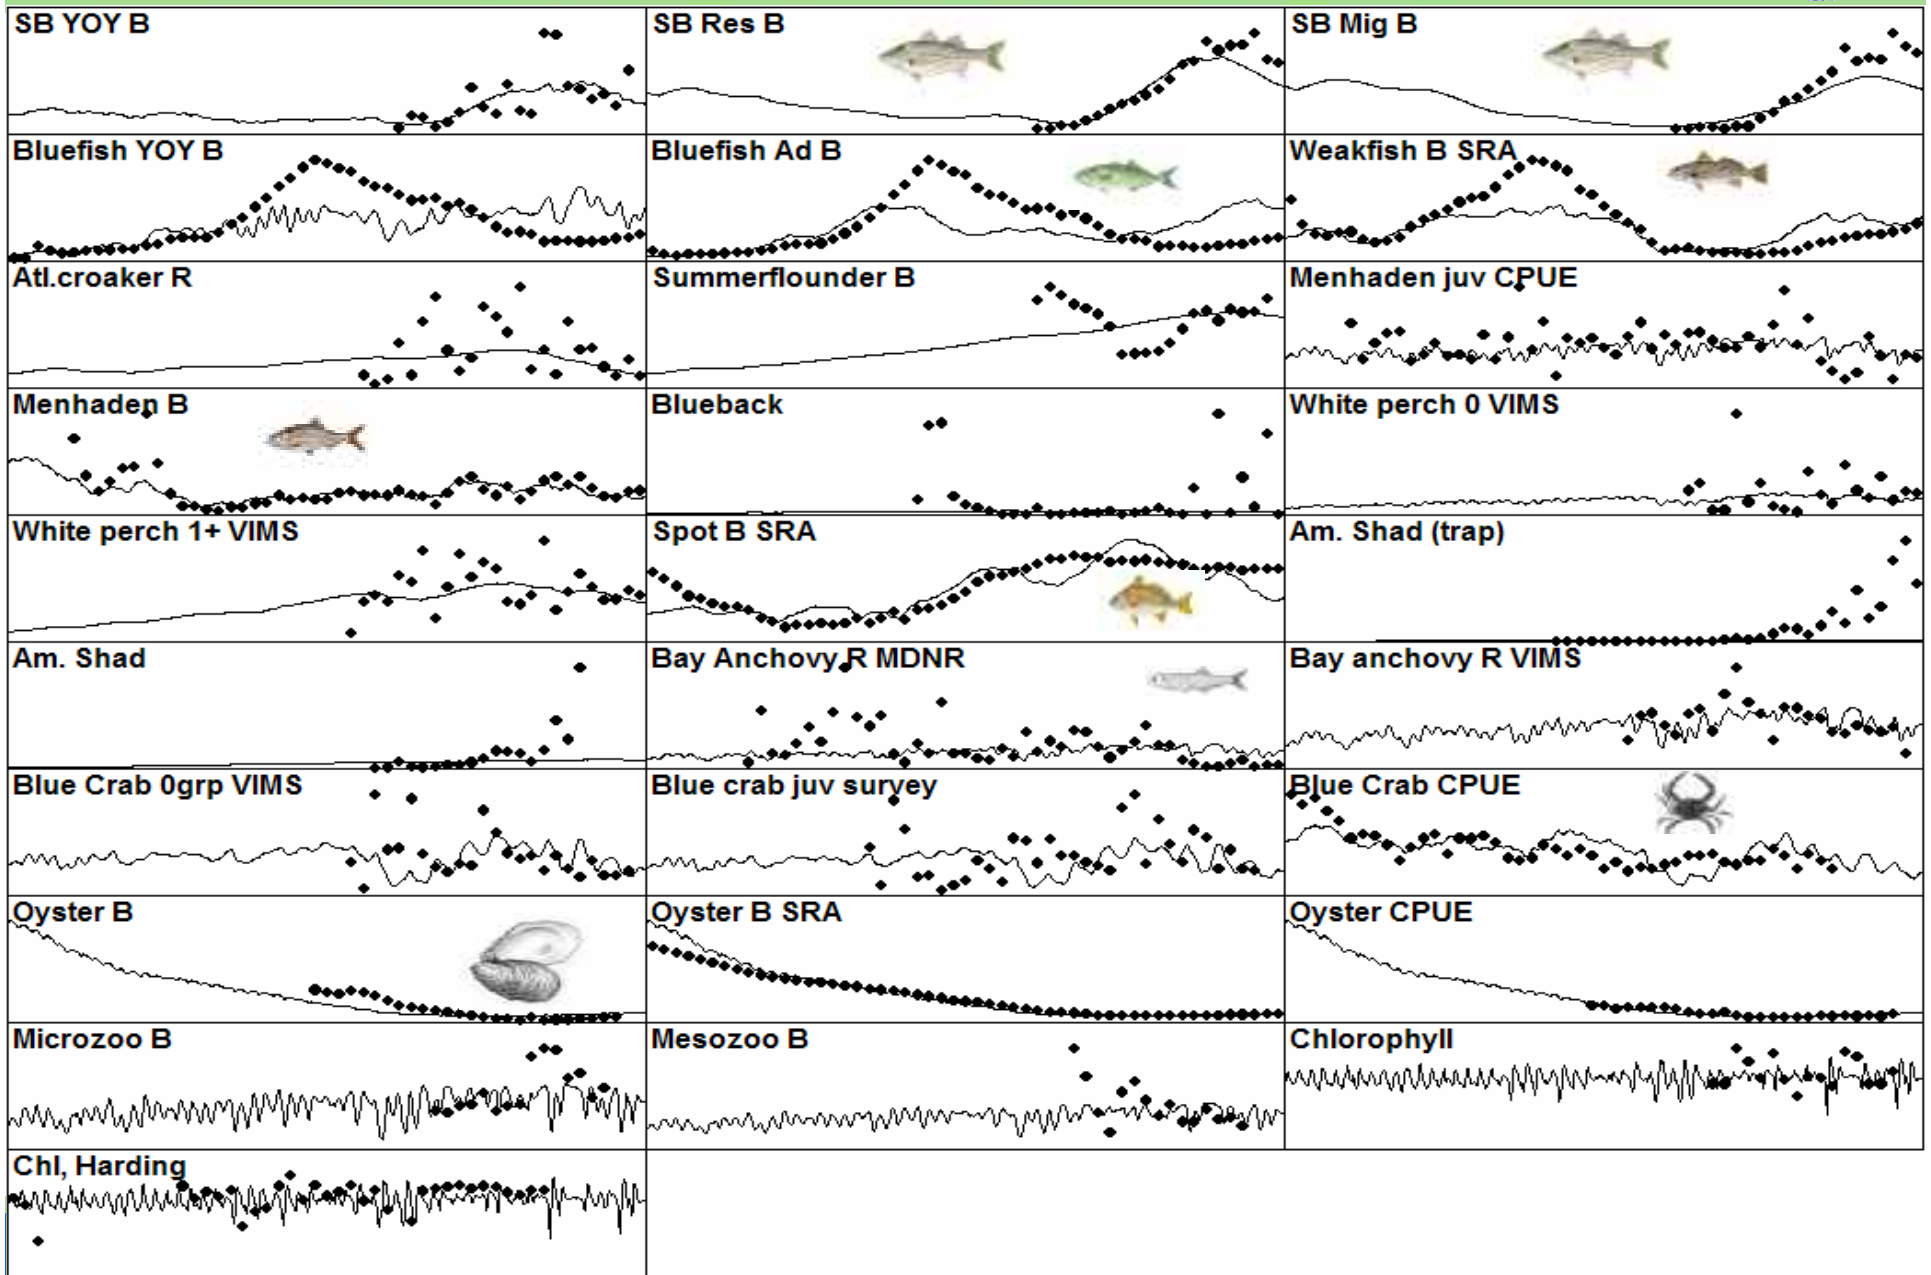 SB YOY B
SB Res B
SB Mig B
Bluefish YOY B
Bluefish Ad B
Weakfish B SRA
Atl.croaker R
Summerflounder B
Menhaden juv CPUE
Menhaden B
Blueback
White perch 0 VIMS
White perch 1+ VIMS
Spot B SRA
Am. Shad (trap)
Am. Shad
Bay Anchovy R MDNR
Bay anchovy R VIMS
Blue Crab 0grp VIMS
Blue crab juv survey
Blue Crab CPUE
Oyster B
Oyster B SRA
Oyster CPUE
Microzoo B
Mesozoo B
Chlorophyll
Chl, Harding